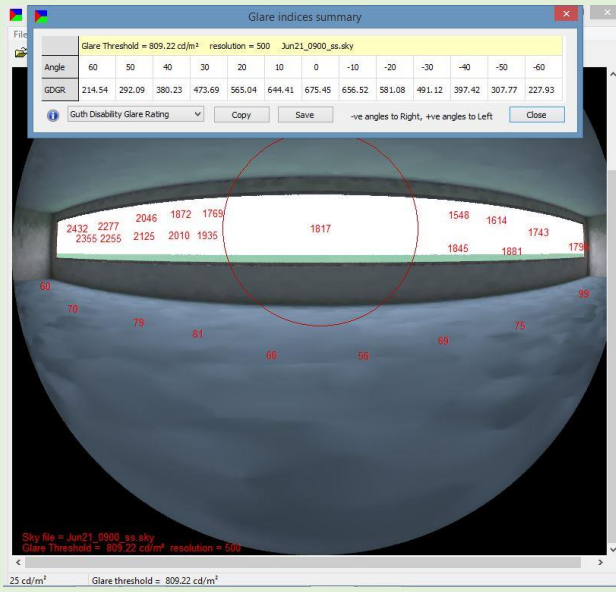 Glare indices summary
File
Glare Threshold = 809.22 cd/m² resolution = 500 Jun21_0900_ss.sky
Angle 60 50 40 30 20 10 0 -10 -20 -30 -40 -50 -60
GDGR 214.54 292.09 380.23 473.69 565.04 644.41 675.45 656.52 581.08 491.12 397.42 307.77 227.93
Guth Disability Glare Rating Copy Save -ve angles to Right, +ve angles to Left Close
2432 2277 2046 1872 1769 1817 1548 1614 1743
2355 2255 2125 2010 1935 1845 1881
60 99
70 79 81 66 56 69 75
Sky file = Jun21_0900_ss.sky
Glare Threshold = 809.22 cd/m² resolution = 500
25 cd/m² Glare threshold = 809.22 cd/m²